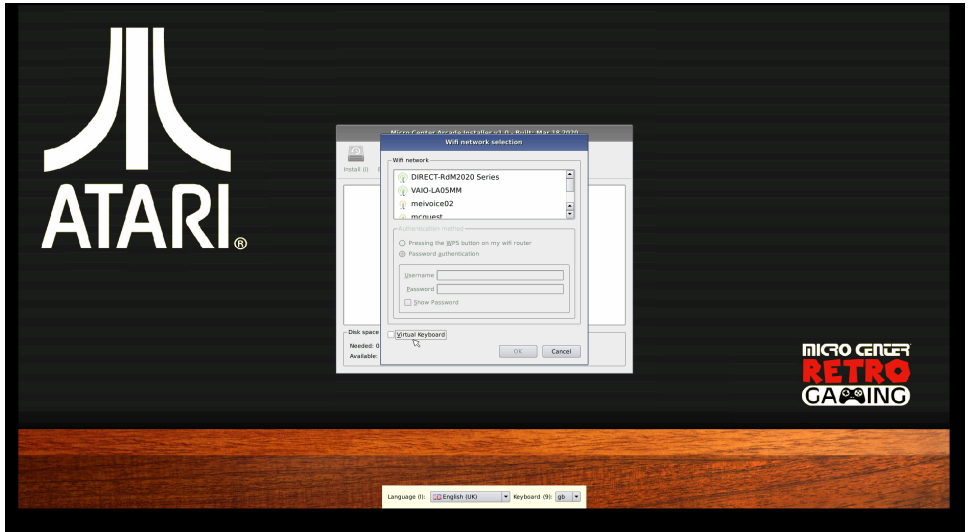 ATARI®
Micro Center Arcade Installer v1.0 - Built: Mar 18 2020
Wifi network selection
Install (i)
Wifi network
DIRECT-RdM2020 Series
VAIO-LA05MM
meivoice02
mcguest
Authentication method
Pressing the WPS button on my wifi router
Password authentication
Username
Password
Show Password
Disk space
Virtual Keyboard
Needed: 0
Available:
OK
Cancel
MICRO CENTER
RETRO
GAMING
Language (l): English (UK) Keyboard (9): gb